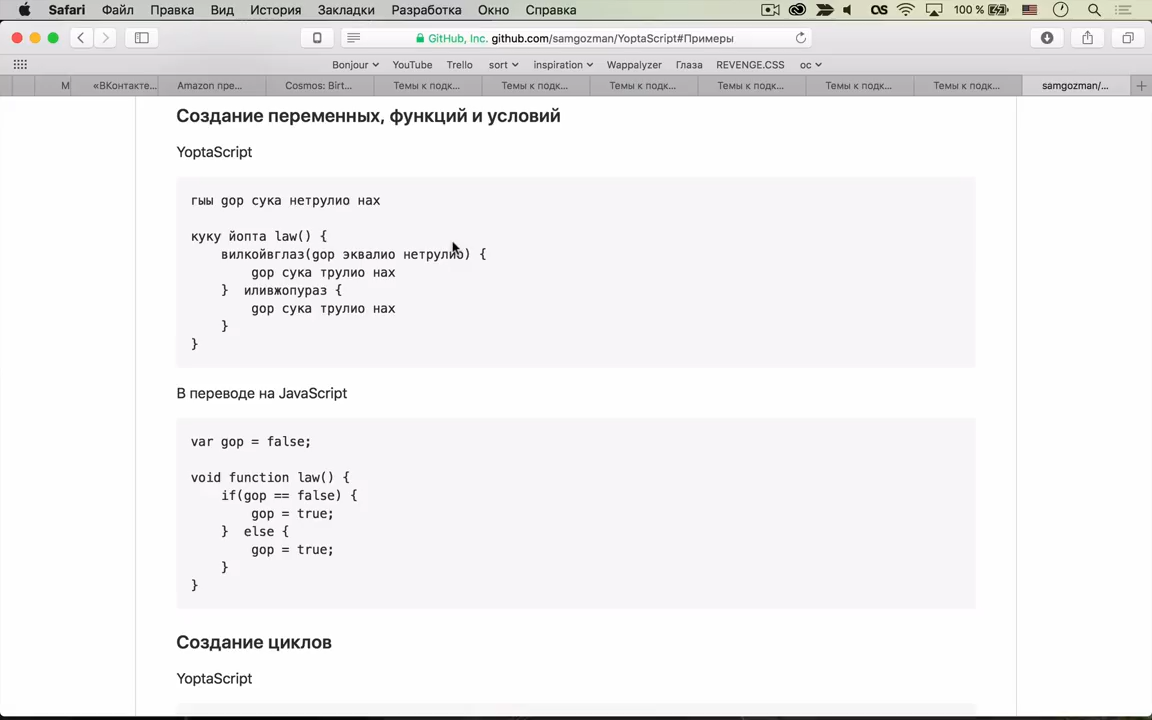 Safari Файл Правка Вид История Закладки Разработка Окно Справка 100 %
GitHub, Inc. github.com/samgozman/YoptaScript#Примеры
Bonjour YouTube Trello sort inspiration Wappalyzer Глаза REVENGE.CSS ос
М «ВКонтакте... Amazon пре... Cosmos: Birt... Темы к подк... Темы к подк... Темы к подк... Темы к подк... Темы к подк... Темы к подк... samgozman/...
Создание переменных, функций и условий
YoptaScript
гыы gop сука нетрулио нах
куку йопта law() {
вилкойвглаз(gop эквалио нетрулио) {
gop сука трулио нах
} иливжопураз {
gop сука трулио нах
}
}
В переводе на JavaScript
var gop = false;
void function law() {
if(gop == false) {
gop = true;
} else {
gop = true;
}
}
Создание циклов
YoptaScript